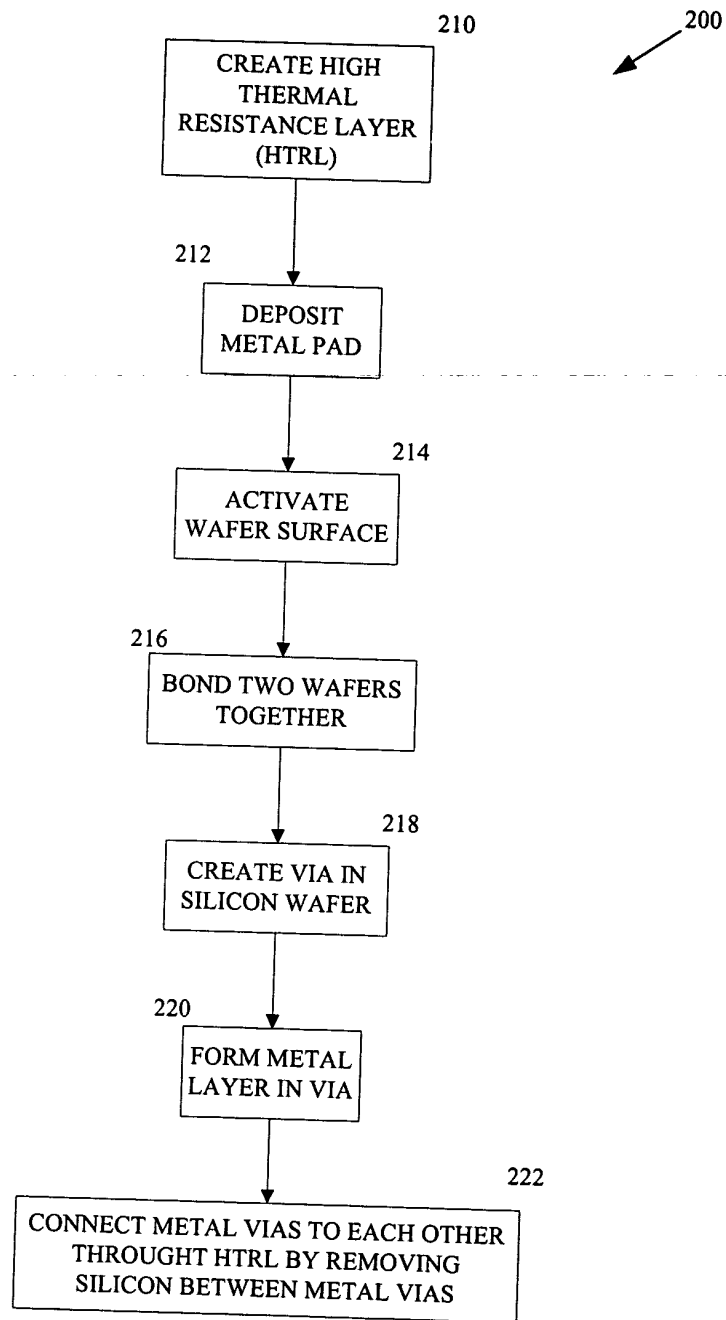 210
200
CREATE HIGH
THERMAL
RESISTANCE LAYER
(HTRL)
212
DEPOSIT
METAL PAD
214
ACTIVATE
WAFER SURFACE
216
BOND TWO WAFERS
TOGETHER
218
CREATE VIA IN
SILICON WAFER
220
FORM METAL
LAYER IN VIA
222
CONNECT METAL VIAS TO EACH OTHER
THROUGHT HTRL BY REMOVING
SILICON BETWEEN METAL VIAS